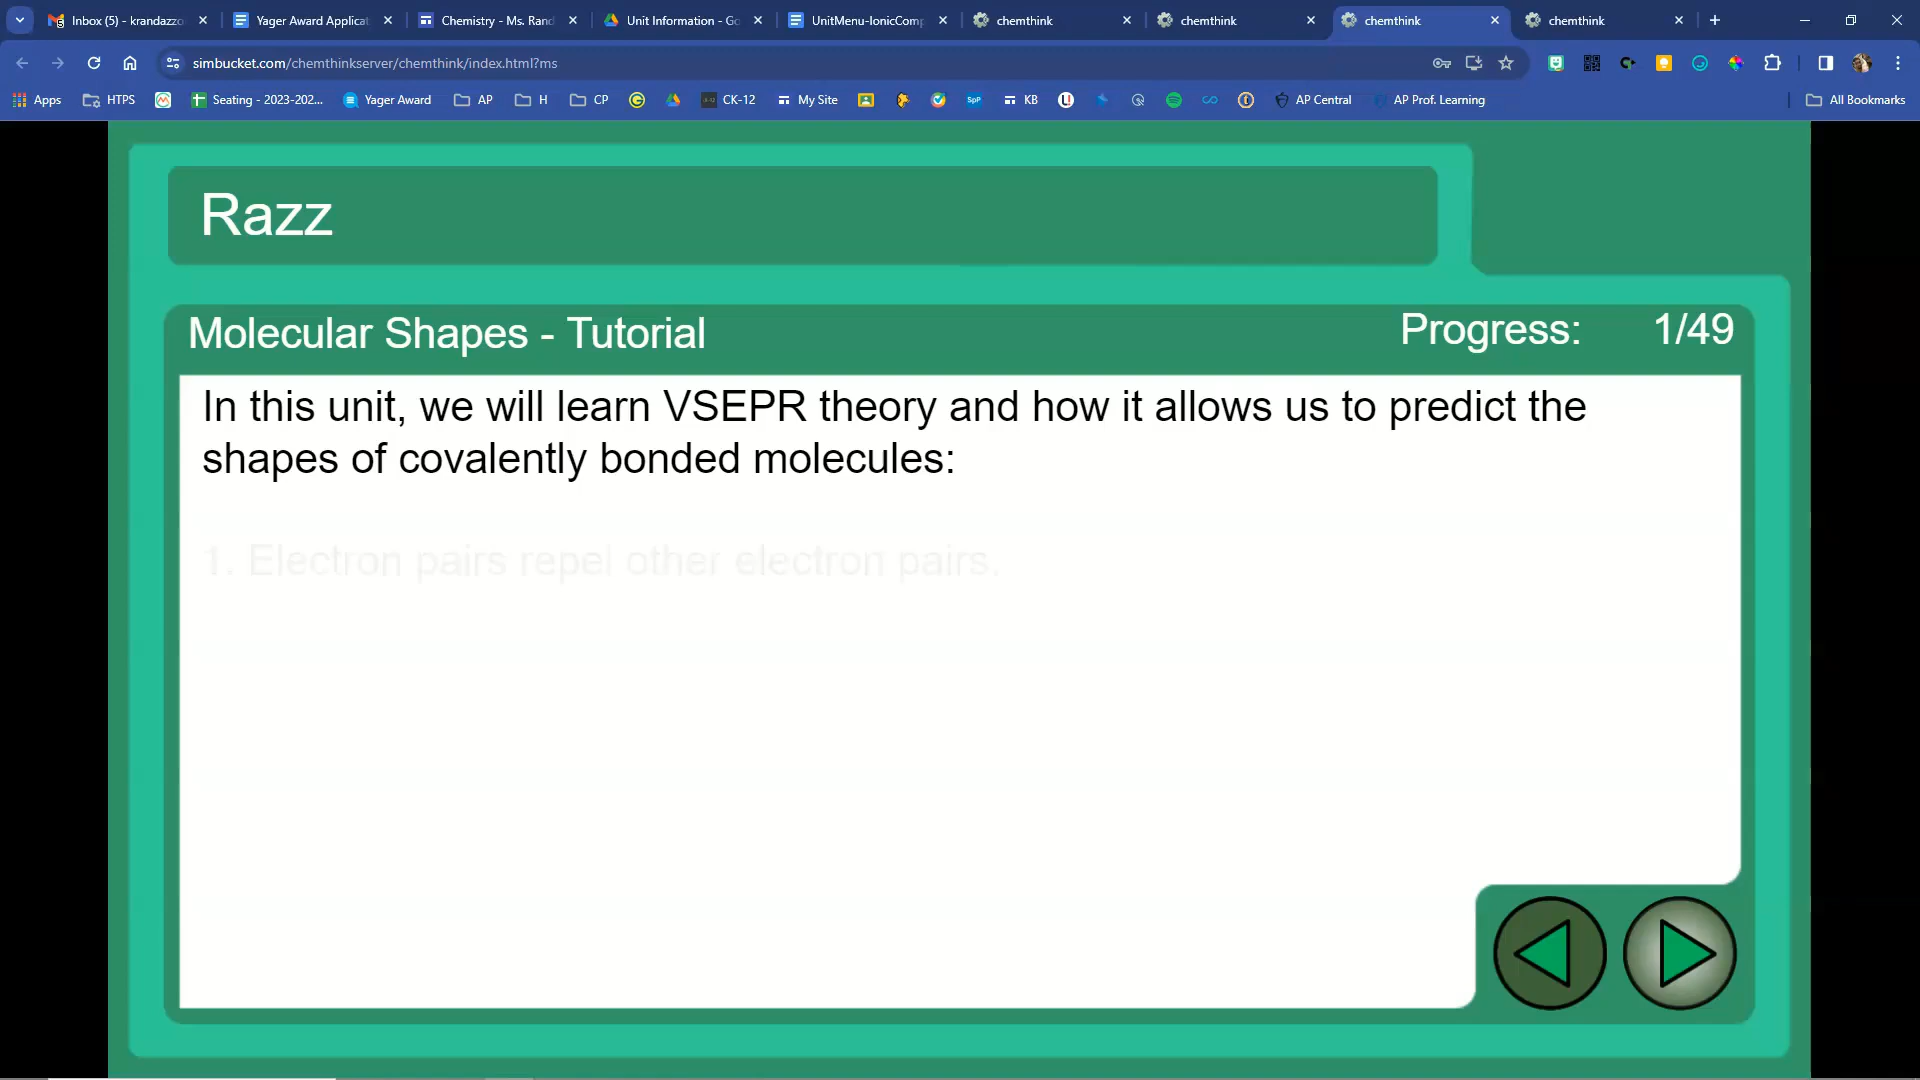 Inbox (5) - krandazzo
Yager Award Applicat
Chemistry - Ms. Rand
Unit Information - Go
UnitMenu-IonicComp
chemthink
chemthink
chemthink
chemthink
simbucket.com/chemthinkserver/chemthink/index.html?ms
Apps
HTPS
Seating - 2023-202...
Yager Award
AP
H
CP
CK-12
My Site
SpP
KB
AP Central
AP Prof. Learning
All Bookmarks
Razz
Molecular Shapes - Tutorial
Progress: 1/49
In this unit, we will learn VSEPR theory and how it allows us to predict the
shapes of covalently bonded molecules:
1. Electron pairs repel other electron pairs.